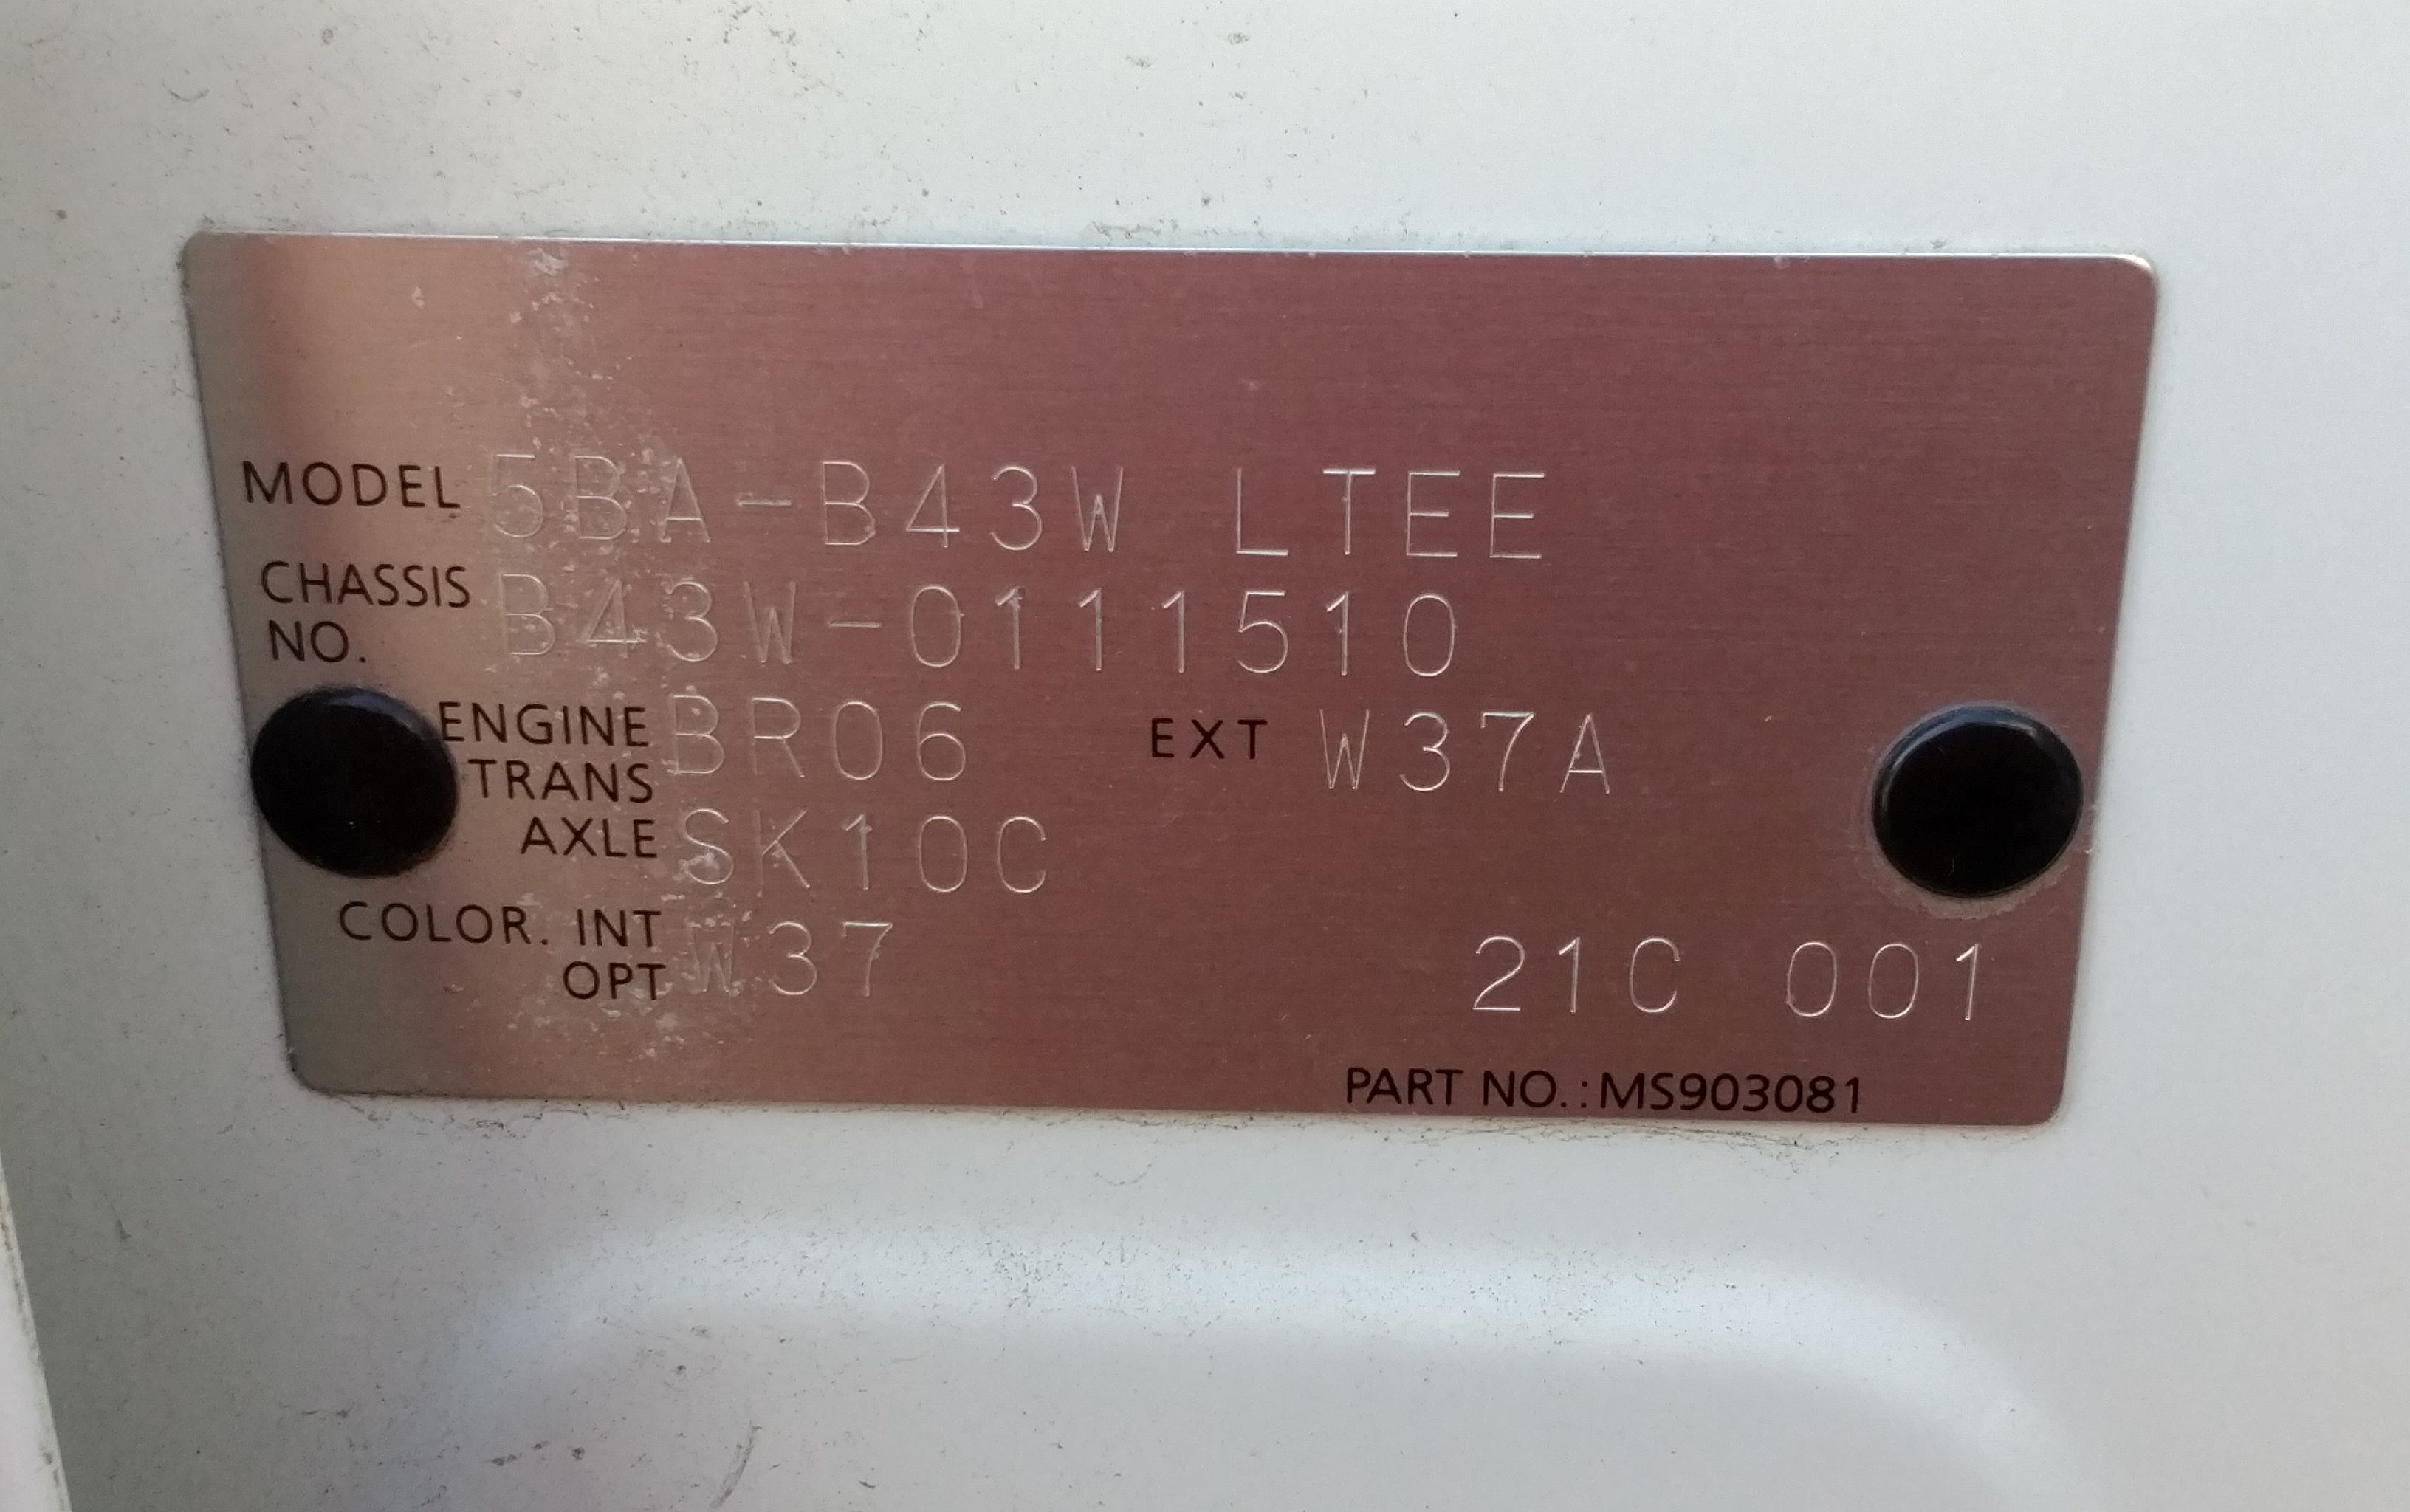 MODEL 5BA-B43W LTEE
CHASSIS NO. B43W-0111510
ENGINE BR06 EXT W37A
TRANS AXLE SK10C
COLOR. INT OPT W37 21C 001
PART NO.:MS903081